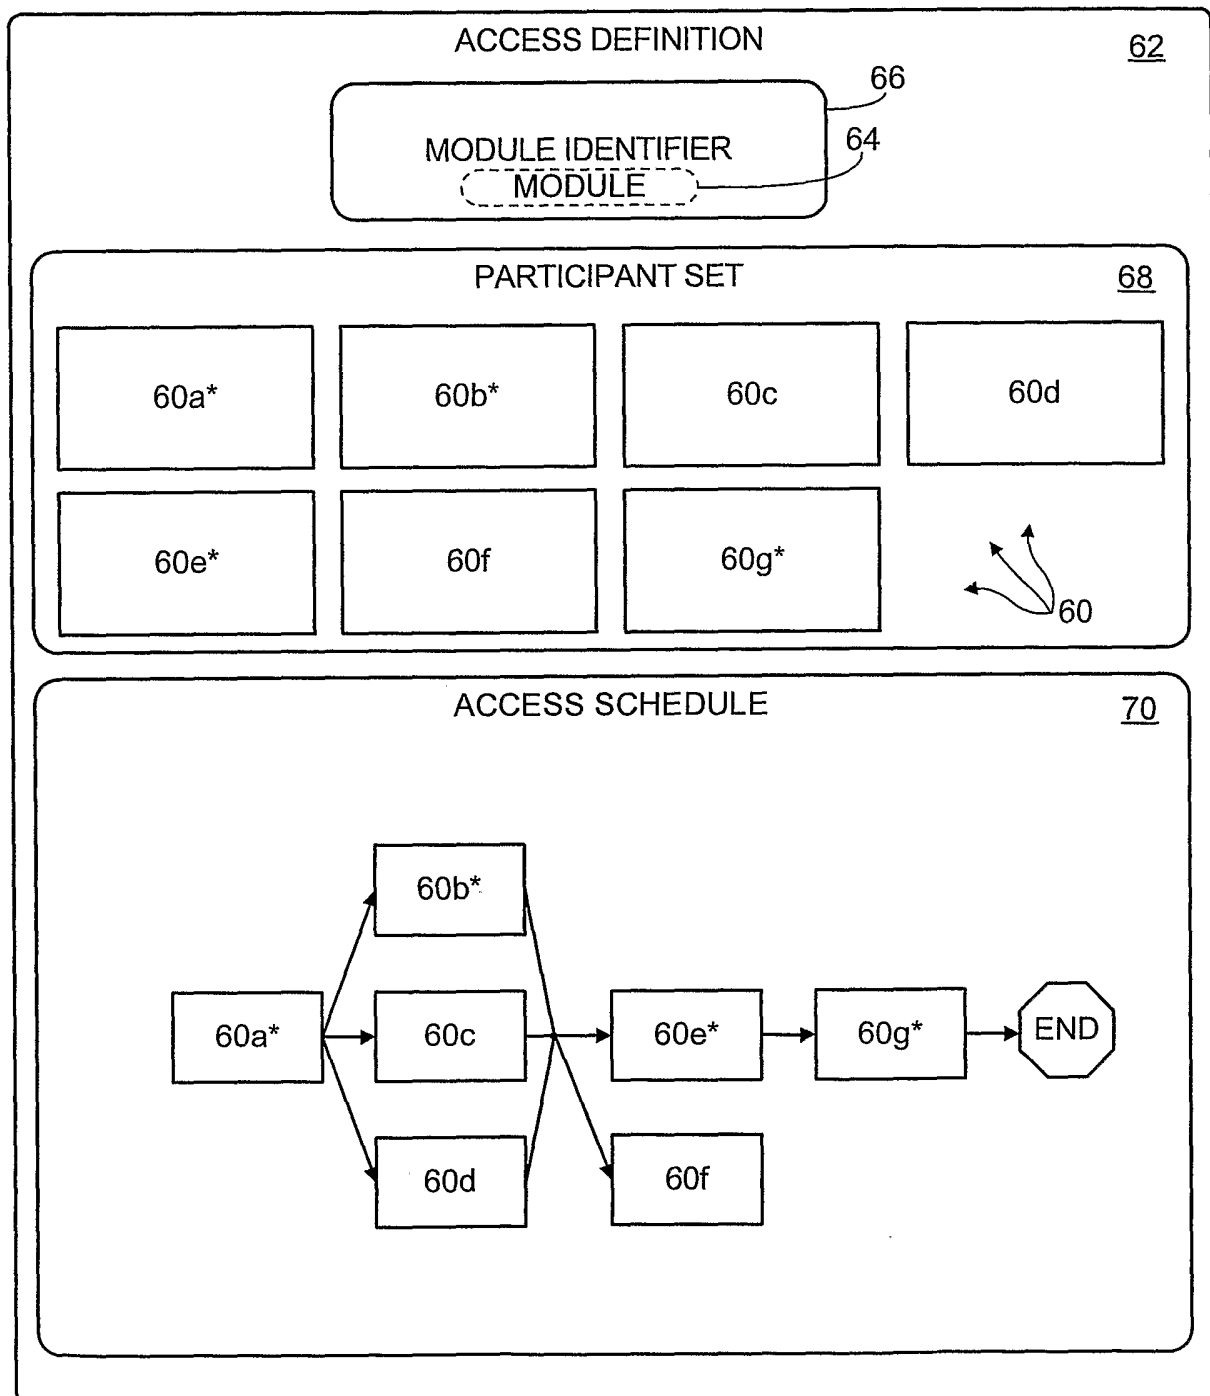 ACCESS DEFINITION
62
66
MODULE IDENTIFIER
64
MODULE
PARTICIPANT SET
68
60a*
60b*
60c
60d
60e*
60f
60g*
60
ACCESS SCHEDULE
70
60b*
60a*
60c
60e*
60g*
END
60d
60f